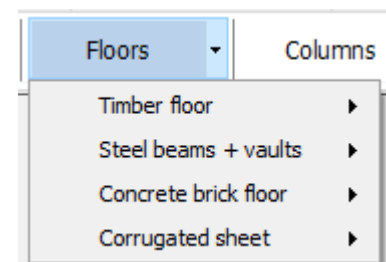 Floors Columns
Timber floor
Steel beams + vaults
Concrete brick floor
Corrugated sheet